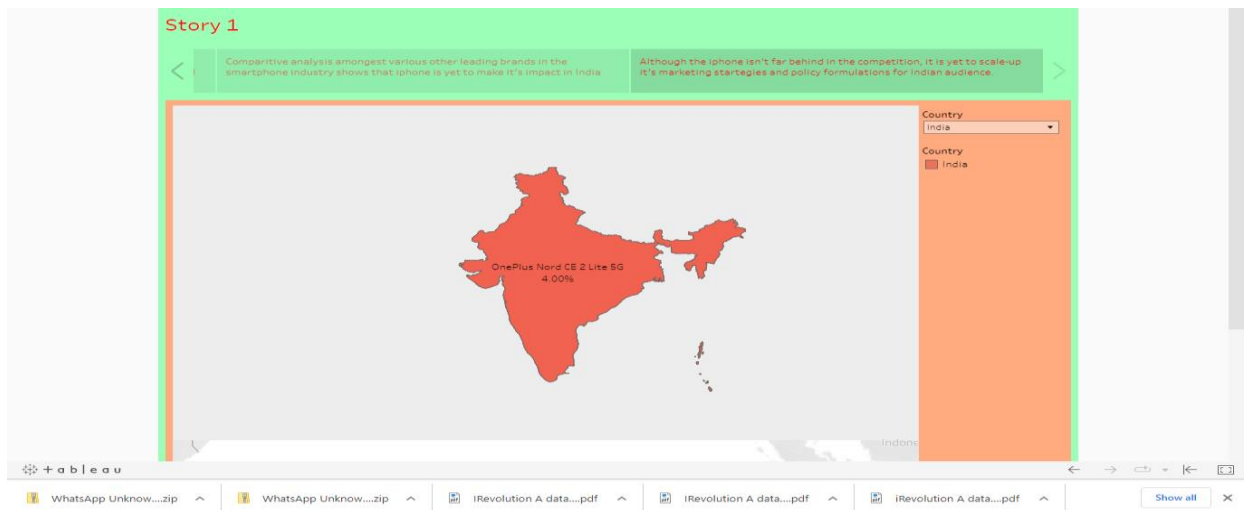 Story 1
Comparitive analysis amongest various other leading brands in the
smartphone industry shows that iphone is yet to make it's impact in India
Although the iphone isn't far behind in the competition, it is yet to scale-up
it's marketing startegies and policy formulations for Indian audience.
Country
India
Country
India
OnePlus Nord CE 2 Lite 5G
4.00%
Indone
+ableau
WhatsApp Unknow....zip
WhatsApp Unknow....zip
IRevolution A data....pdf
IRevolution A data....pdf
iRevolution A data....pdf
Show all